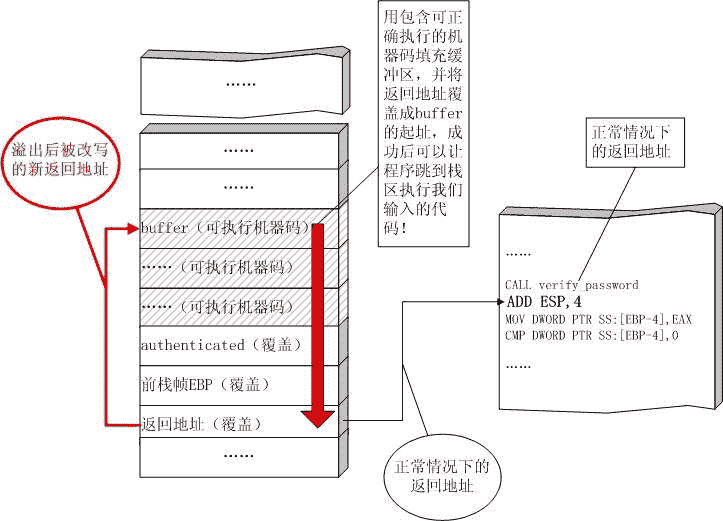 ……
……
……
buffer（可执行机器码）
……（可执行机器码）
……（可执行机器码）
authenticated（覆盖）
前栈帧EBP（覆盖）
返回地址（覆盖）
……
溢出后被改写
的新返回地址
用包含可正
确执行的机
器码填充缓
冲区，并将
返回地址覆
盖成buffer
的起址，成
功后可以让
程序跳到栈
区执行我们
输入的代
码！
正常情况下
的返回地址
……
CALL verify_password
ADD ESP,4
MOV DWORD PTR SS:[EBP-4],EAX
CMP DWORD PTR SS:[EBP-4],0
……
正常情况下的
返回地址